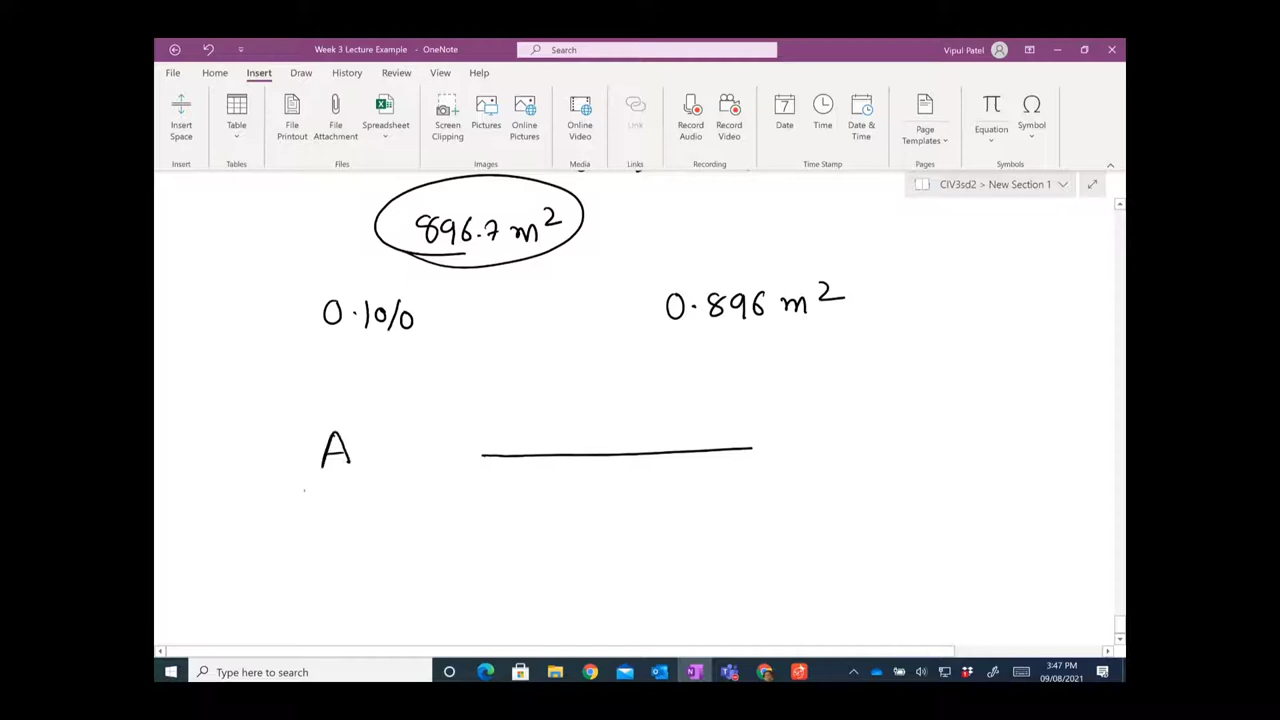 Week 3 Lecture Example - OneNote
Search
Vipul Patel
File Home Insert Draw History Review View Help
Insert Space
Table
File Printout
File Attachment
Spreadsheet
Screen Clipping
Pictures
Online Pictures
Online Video
Link
Record Audio
Record Video
Date
Time
Date & Time
Page Templates
Equation
Symbol
Insert Tables Files Images Media Links Recording Time Stamp Pages Symbols
CIV3sd2 > New Section 1
896.7 m²
0.10/0 0.896 m²
A
Type here to search
3:47 PM
09/08/2021